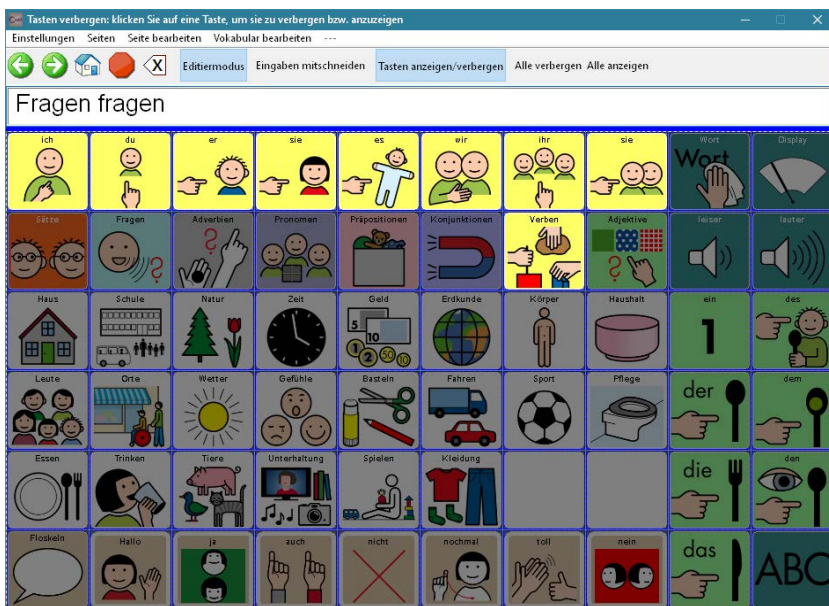 Tasten verbergen: klicken Sie auf eine Taste, um sie zu verbergen bzw. anzuzeigen
Einstellungen Seiten Seite bearbeiten Vokabular bearbeiten ---
Editiermodus Eingaben mitschneiden Tasten anzeigen/verbergen Alle verbergen Alle anzeigen
Fragen fragen
ich du er sie es wir ihr sie Wort Display
Wort
Sätze Fragen Adverbien Pronomen Präpositionen Konjunktionen Verben Adjektive leiser lauter
Haus Schule Natur Zeit Geld Erdkunde Körper Haushalt ein des
5 10 1 2 50 10 1
Leute Orte Wetter Gefühle Basteln Fahren Sport Pflege der dem
Essen Trinken Tiere Unterhaltung Spielen Kleidung die den
Floskeln Hallo ja auch nicht nochmal toll nein das ABC